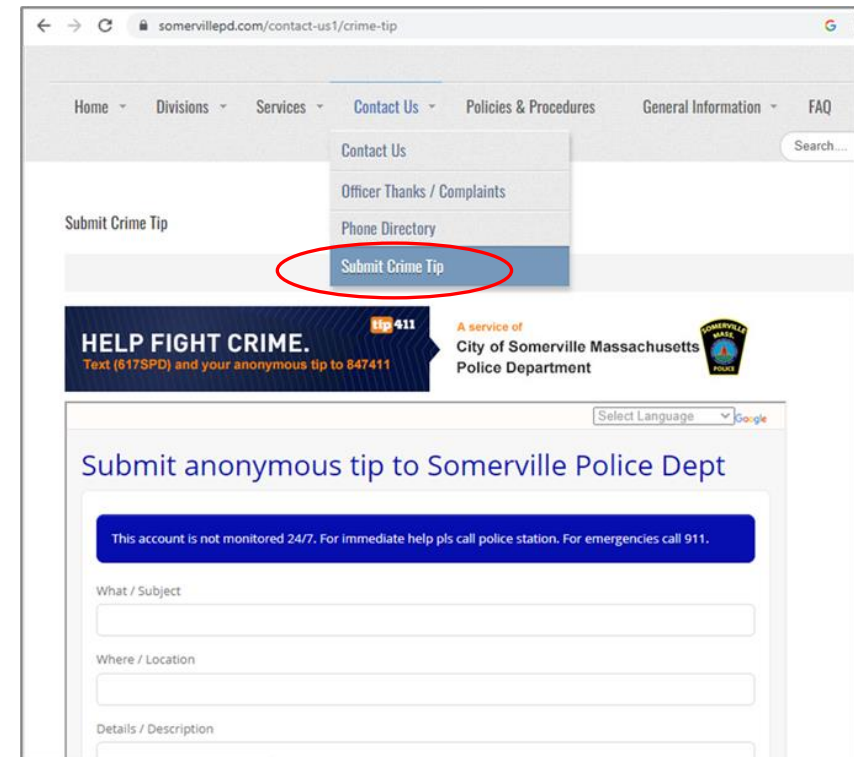 somervillepd.com/contact-us1/crime-tip
Home Divisions Services Contact Us Policies & Procedures General Information FAQ
Search....
Contact Us
Officer Thanks / Complaints
Phone Directory
Submit Crime Tip
Submit Crime Tip
HELP FIGHT CRIME.
tip 411
Text (617SPD) and your anonymous tip to 847411
A service of
City of Somerville Massachusetts
Police Department
SOMERVILLE
MASS.
POLICE
Select Language
Google
Submit anonymous tip to Somerville Police Dept
This account is not monitored 24/7. For immediate help pls call police station. For emergencies call 911.
What / Subject
Where / Location
Details / Description